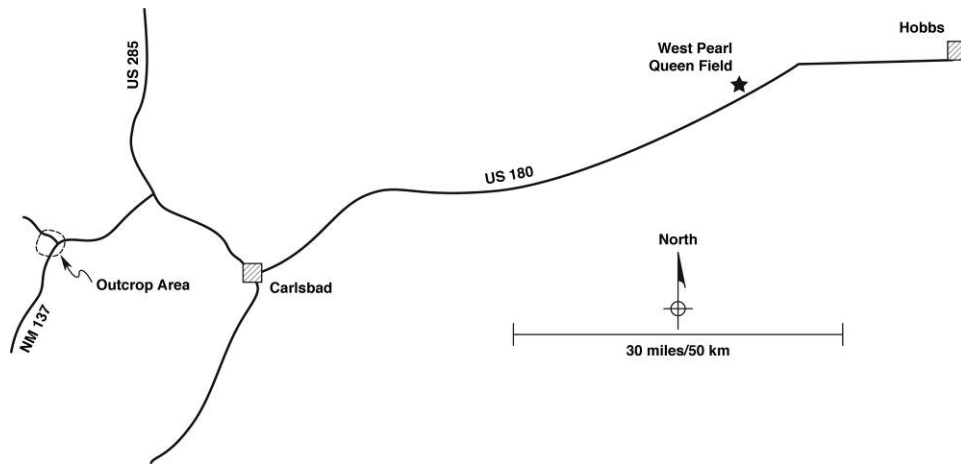 Hobbs
West Pearl
Queen Field
US 285
US 180
North
Outcrop Area
Carlsbad
NM 137
30 miles/50 km